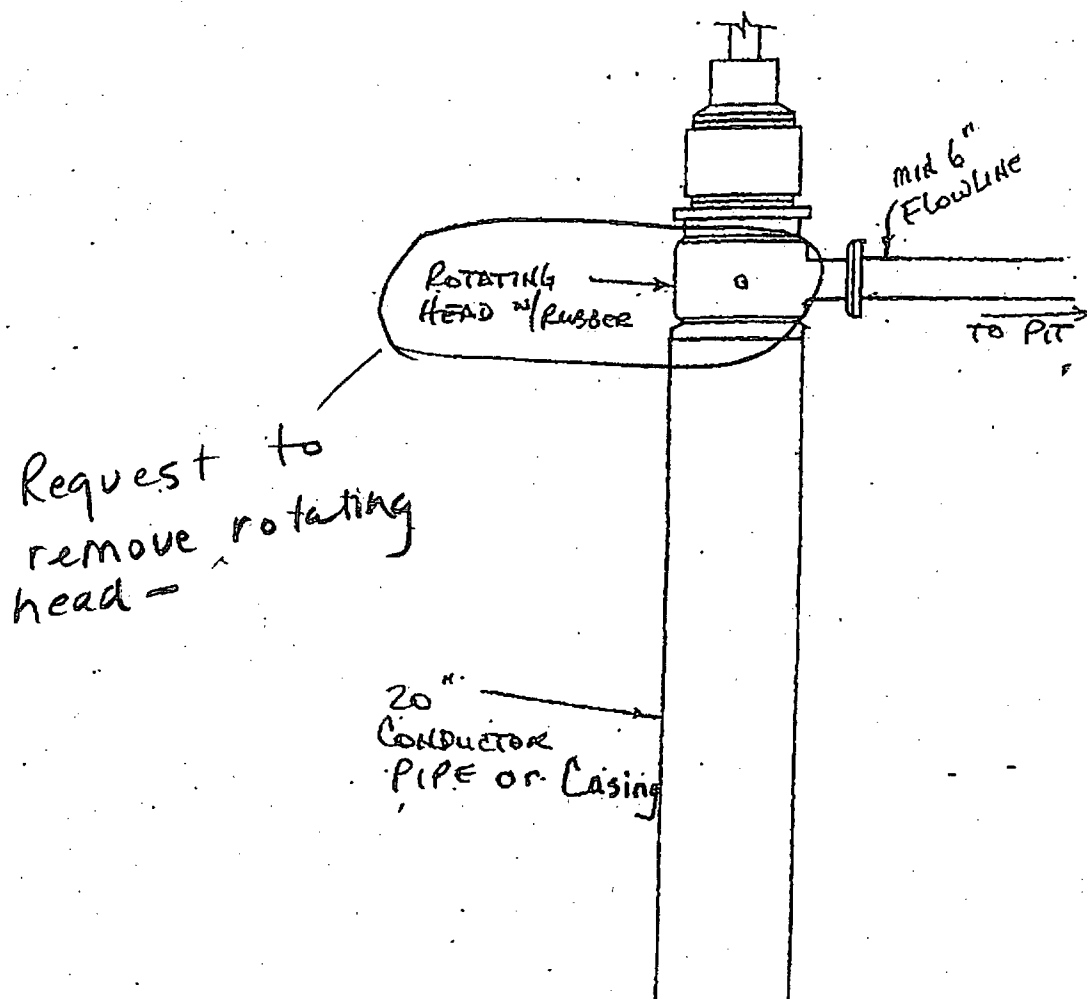 MIN 6"
FLOWLINE
ROTATING
HEAD W/RUBBER
TO PIT
Request to
remove rotating
head -
20"
CONDUCTOR
PIPE or Casing